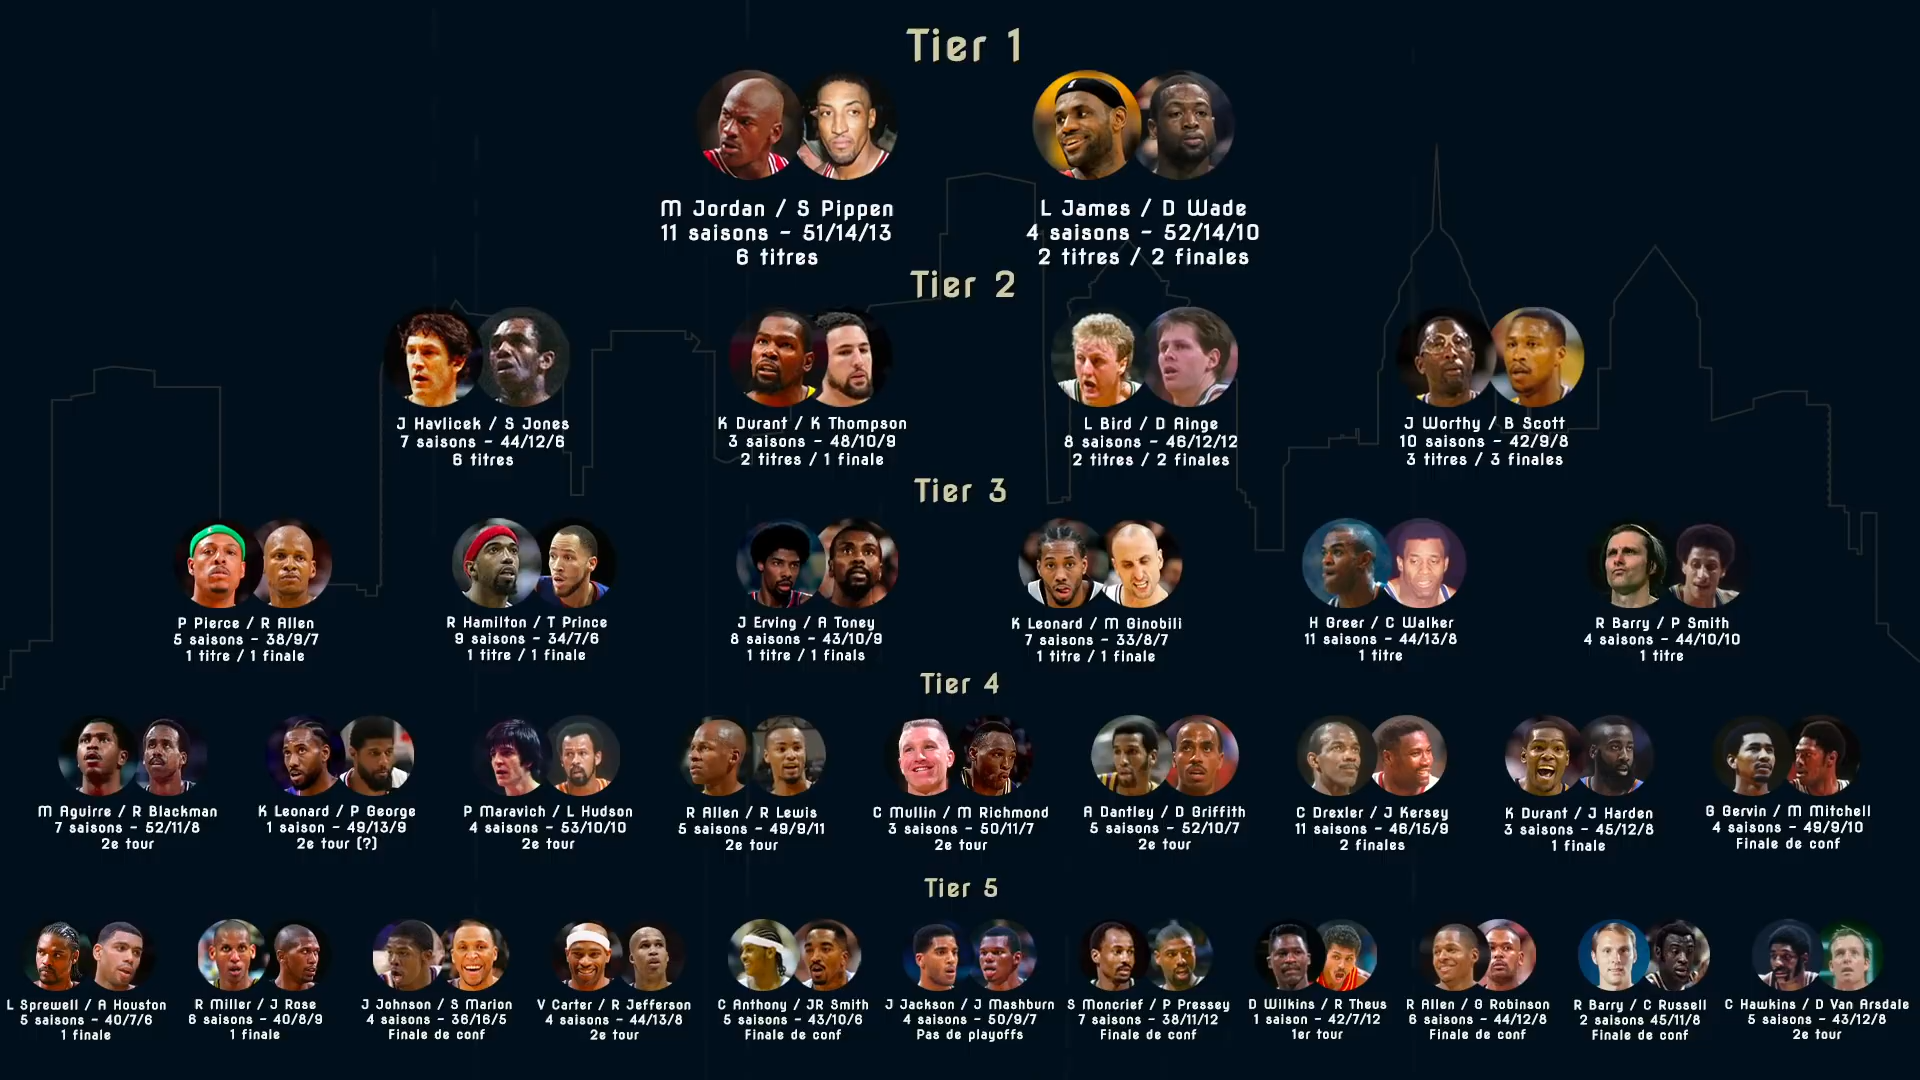 Tier 1
M Jordan / S Pippen
11 saisons - 51/14/13
6 titres
L James / D Wade
4 saisons - 52/14/10
2 titres / 2 finales
Tier 2
J Havlicek / S Jones
7 saisons - 44/12/6
6 titres
K Durant / K Thompson
3 saisons - 48/10/9
2 titres / 1 finale
L Bird / D Ainge
8 saisons - 46/12/12
2 titres / 2 finales
J Worthy / B Scott
10 saisons - 42/9/8
3 titres / 3 finales
Tier 3
P Pierce / R Allen
5 saisons - 38/9/7
1 titre / 1 finale
R Hamilton / T Prince
9 saisons - 34/7/6
1 titre / 1 finale
J Erving / A Toney
8 saisons - 43/10/9
1 titre / 1 finals
K Leonard / M Ginobili
7 saisons - 33/8/7
1 titre / 1 finale
H Greer / C Walker
11 saisons - 44/13/8
1 titre
R Barry / P Smith
4 saisons - 44/10/10
1 titre
Tier 4
M Aguirre / R Blackman
7 saisons - 52/11/8
2e tour
K Leonard / P George
1 saison - 49/13/9
2e tour (?)
P Maravich / L Hudson
4 saisons - 53/10/10
2e tour
R Allen / R Lewis
5 saisons - 49/9/11
2e tour
C Mullin / M Richmond
3 saisons - 50/11/7
2e tour
A Dantley / D Griffith
5 saisons - 52/10/7
2e tour
C Drexler / J Kersey
11 saisons - 46/15/9
2 finales
K Durant / J Harden
3 saisons - 45/12/8
1 finale
G Gervin / M Mitchell
4 saisons - 49/9/10
Finale de conf
Tier 5
L Sprewell / A Houston
5 saisons - 40/7/6
1 finale
R Miller / J Rose
6 saisons - 40/8/9
1 finale
J Johnson / S Marion
4 saisons - 36/16/5
Finale de conf
V Carter / R Jefferson
4 saisons - 44/13/8
2e tour
C Anthony / JR Smith
5 saisons - 43/10/6
Finale de conf
J Jackson / J Mashburn
4 saisons - 50/9/7
Pas de playoffs
S Moncrief / P Pressey
7 saisons - 38/11/12
Finale de conf
D Wilkins / R Theus
1 saison - 42/7/12
1er tour
R Allen / G Robinson
6 saisons - 44/12/8
Finale de conf
R Barry / C Russell
2 saisons 45/11/8
Finale de conf
C Hawkins / D Van Arsdale
5 saisons - 43/12/8
2e tour